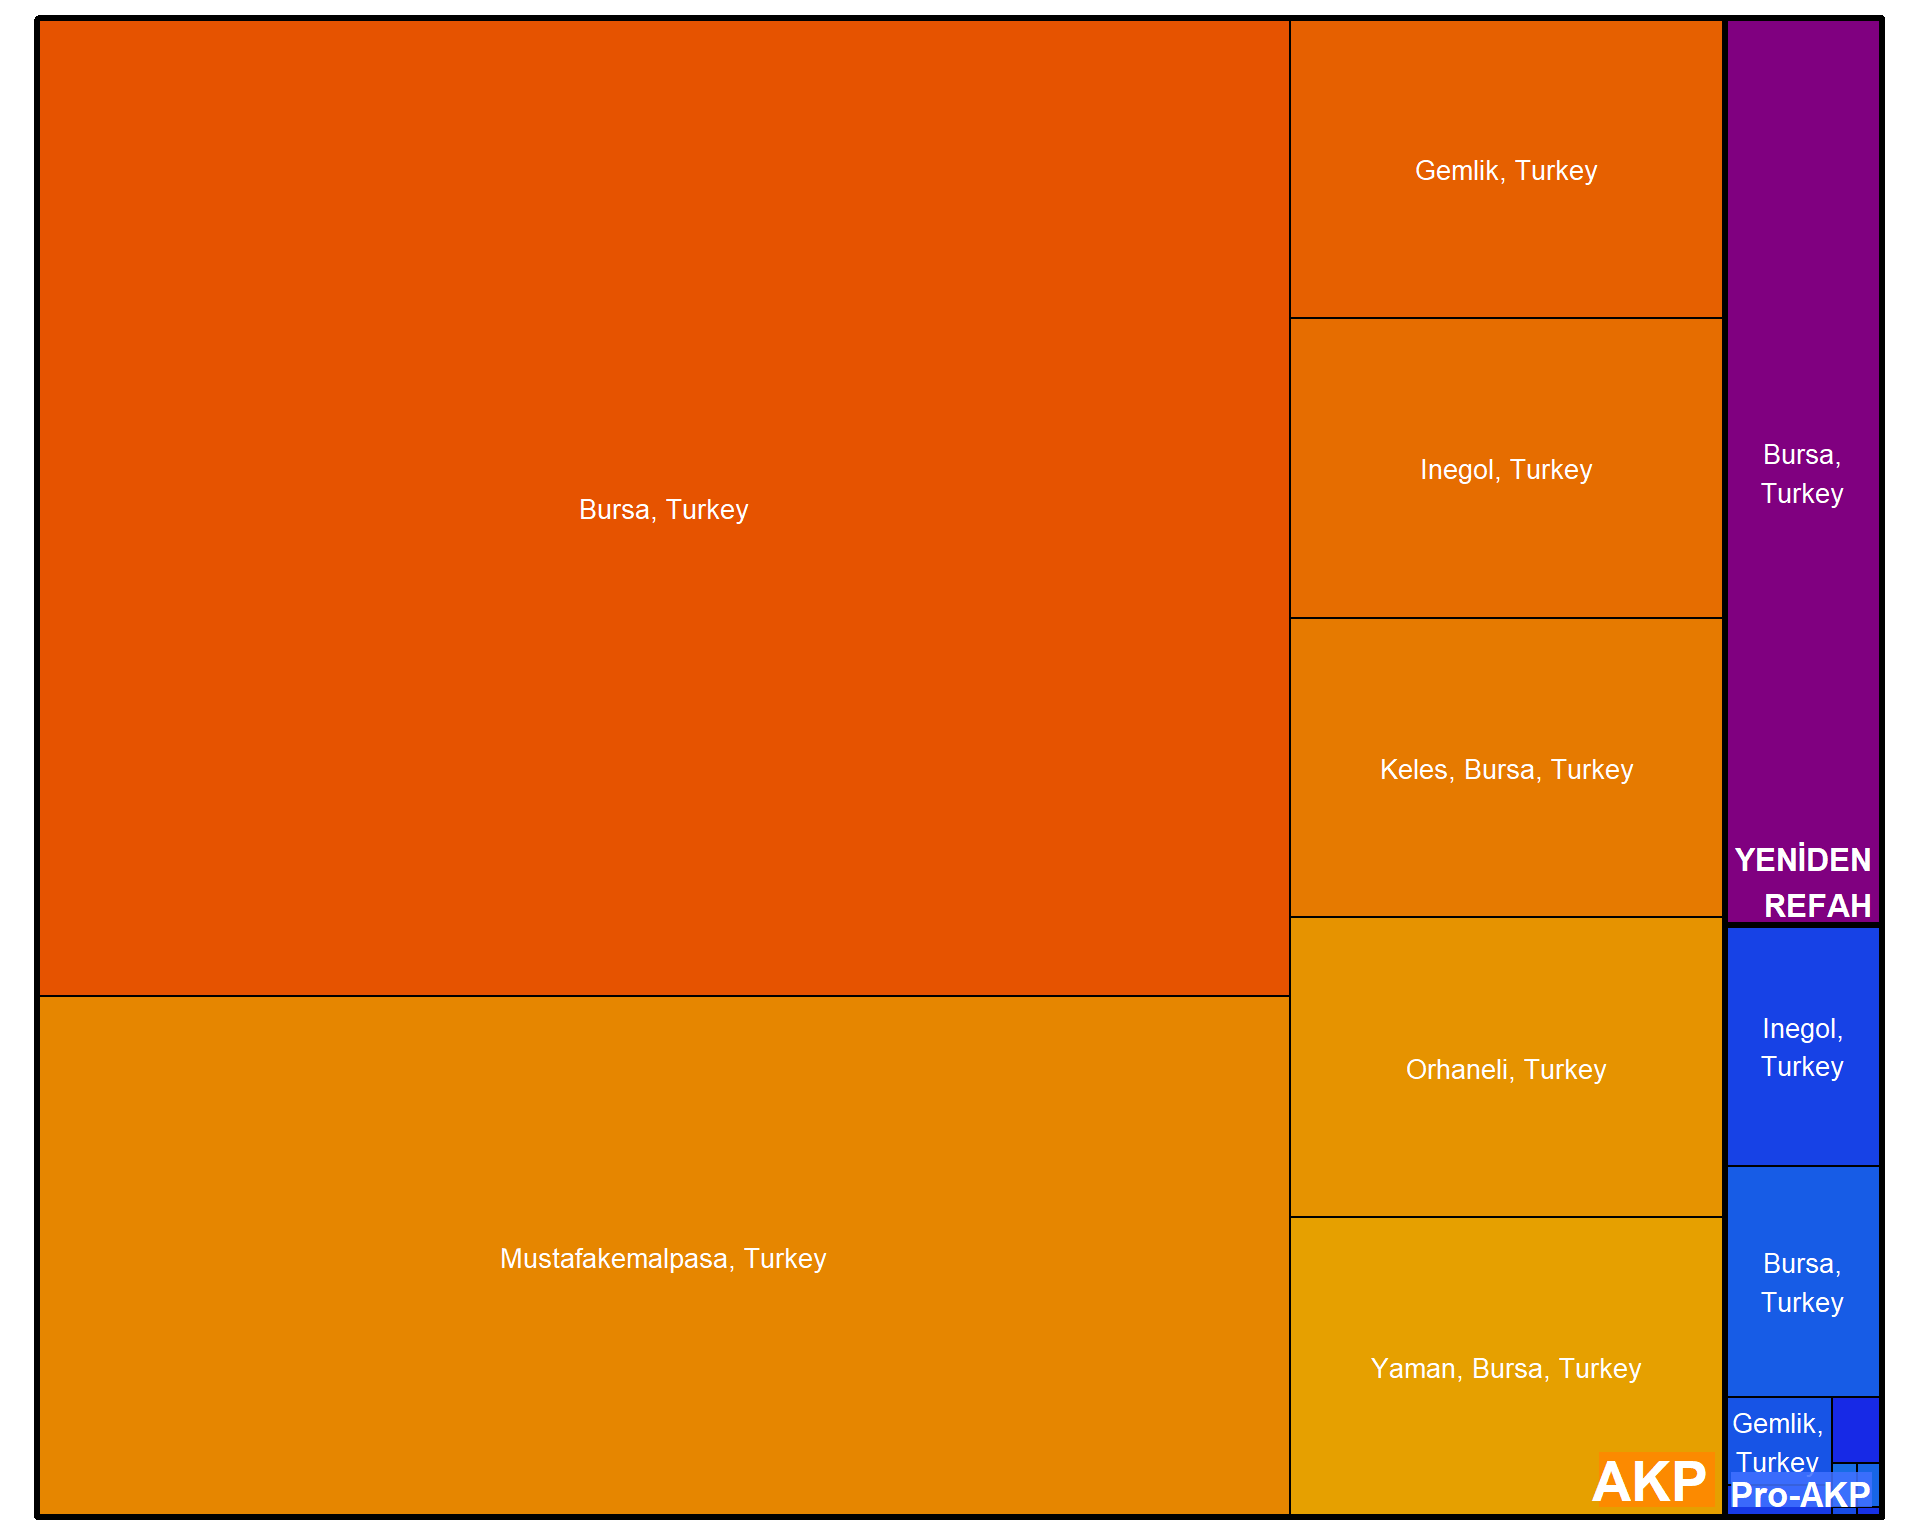 Bursa, Turkey
Mustafakemalpasa, Turkey
Gemlik, Turkey
Inegol, Turkey
Keles, Bursa, Turkey
Orhaneli, Turkey
Yaman, Bursa, Turkey
AKP
Bursa,
Turkey
YENİDEN
REFAH
Inegol,
Turkey
Bursa,
Turkey
Gemlik,
Turkey
Pro-AKP